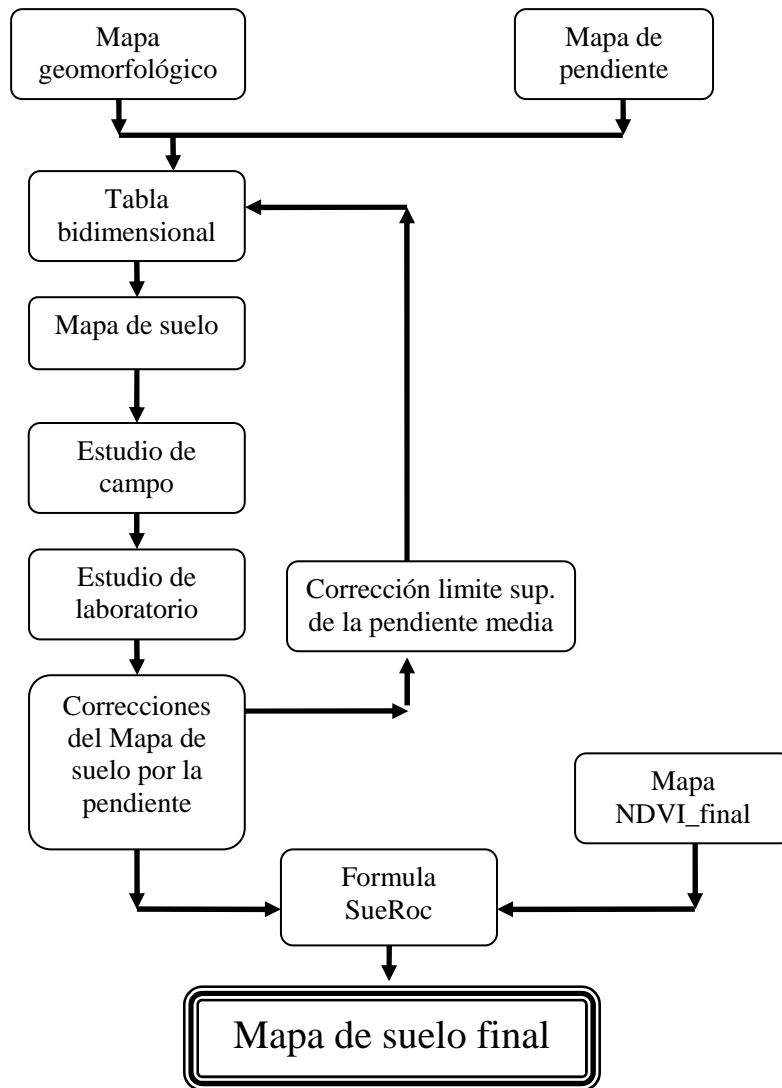 Mapa
geomorfológico
Mapa de
pendiente
Tabla
bidimensional
Mapa de suelo
Estudio de
campo
Estudio de
laboratorio
Corrección limite sup.
de la pendiente media
Correcciones
del Mapa de
suelo por la
pendiente
Mapa
NDVI_final
Formula
SueRoc
Mapa de suelo final